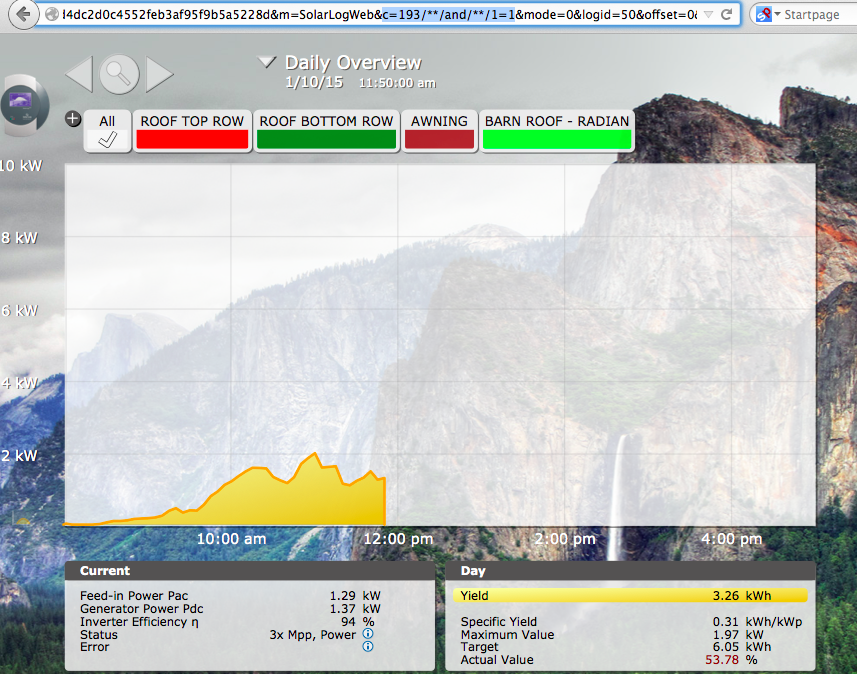 d4dc2d0c4552feb3af95f9b5a5228d&m=SolarLogWeb&c=193/**/and/**/1=1&mode=0&logid=50&offset=0&
Startpage
Daily Overview
1/10/15 11:50:00 am
All ROOF TOP ROW ROOF BOTTOM ROW AWNING BARN ROOF - RADIAN
10 kW
8 kW
6 kW
4 kW
2 kW
10:00 am 12:00 pm 2:00 pm 4:00 pm
Current
Feed-in Power Pac 1.29 kW
Generator Power Pdc 1.37 kW
Inverter Efficiency η 94 %
Status 3x Mpp, Power
Error
Day
Yield 3.26 kWh
Specific Yield 0.31 kWh/kWp
Maximum Value 1.97 kW
Target 6.05 kWh
Actual Value 53.78 %